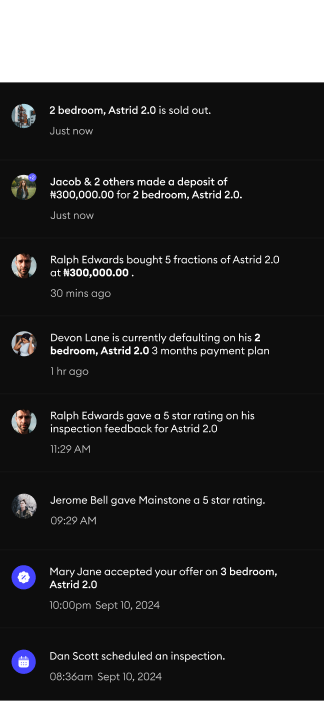 2 bedroom, Astrid 2.0 is sold out.
Just now
+2
Jacob & 2 others made a deposit of
₦300,000.00 for 2 bedroom, Astrid 2.0.
Just now
Ralph Edwards bought 5 fractions of Astrid 2.0
at ₦300,000.00 .
30 mins ago
Devon Lane is currently defaulting on his 2
bedroom, Astrid 2.0 3 months payment plan
1 hr ago
Ralph Edwards gave a 5 star rating on his
inspection feedback for Astrid 2.0
11:29 AM
Jerome Bell gave Mainstone a 5 star rating.
09:29 AM
Mary Jane accepted your offer on 3 bedroom,
Astrid 2.0
10:00pm Sept 10, 2024
Dan Scott scheduled an inspection.
08:36am Sept 10, 2024